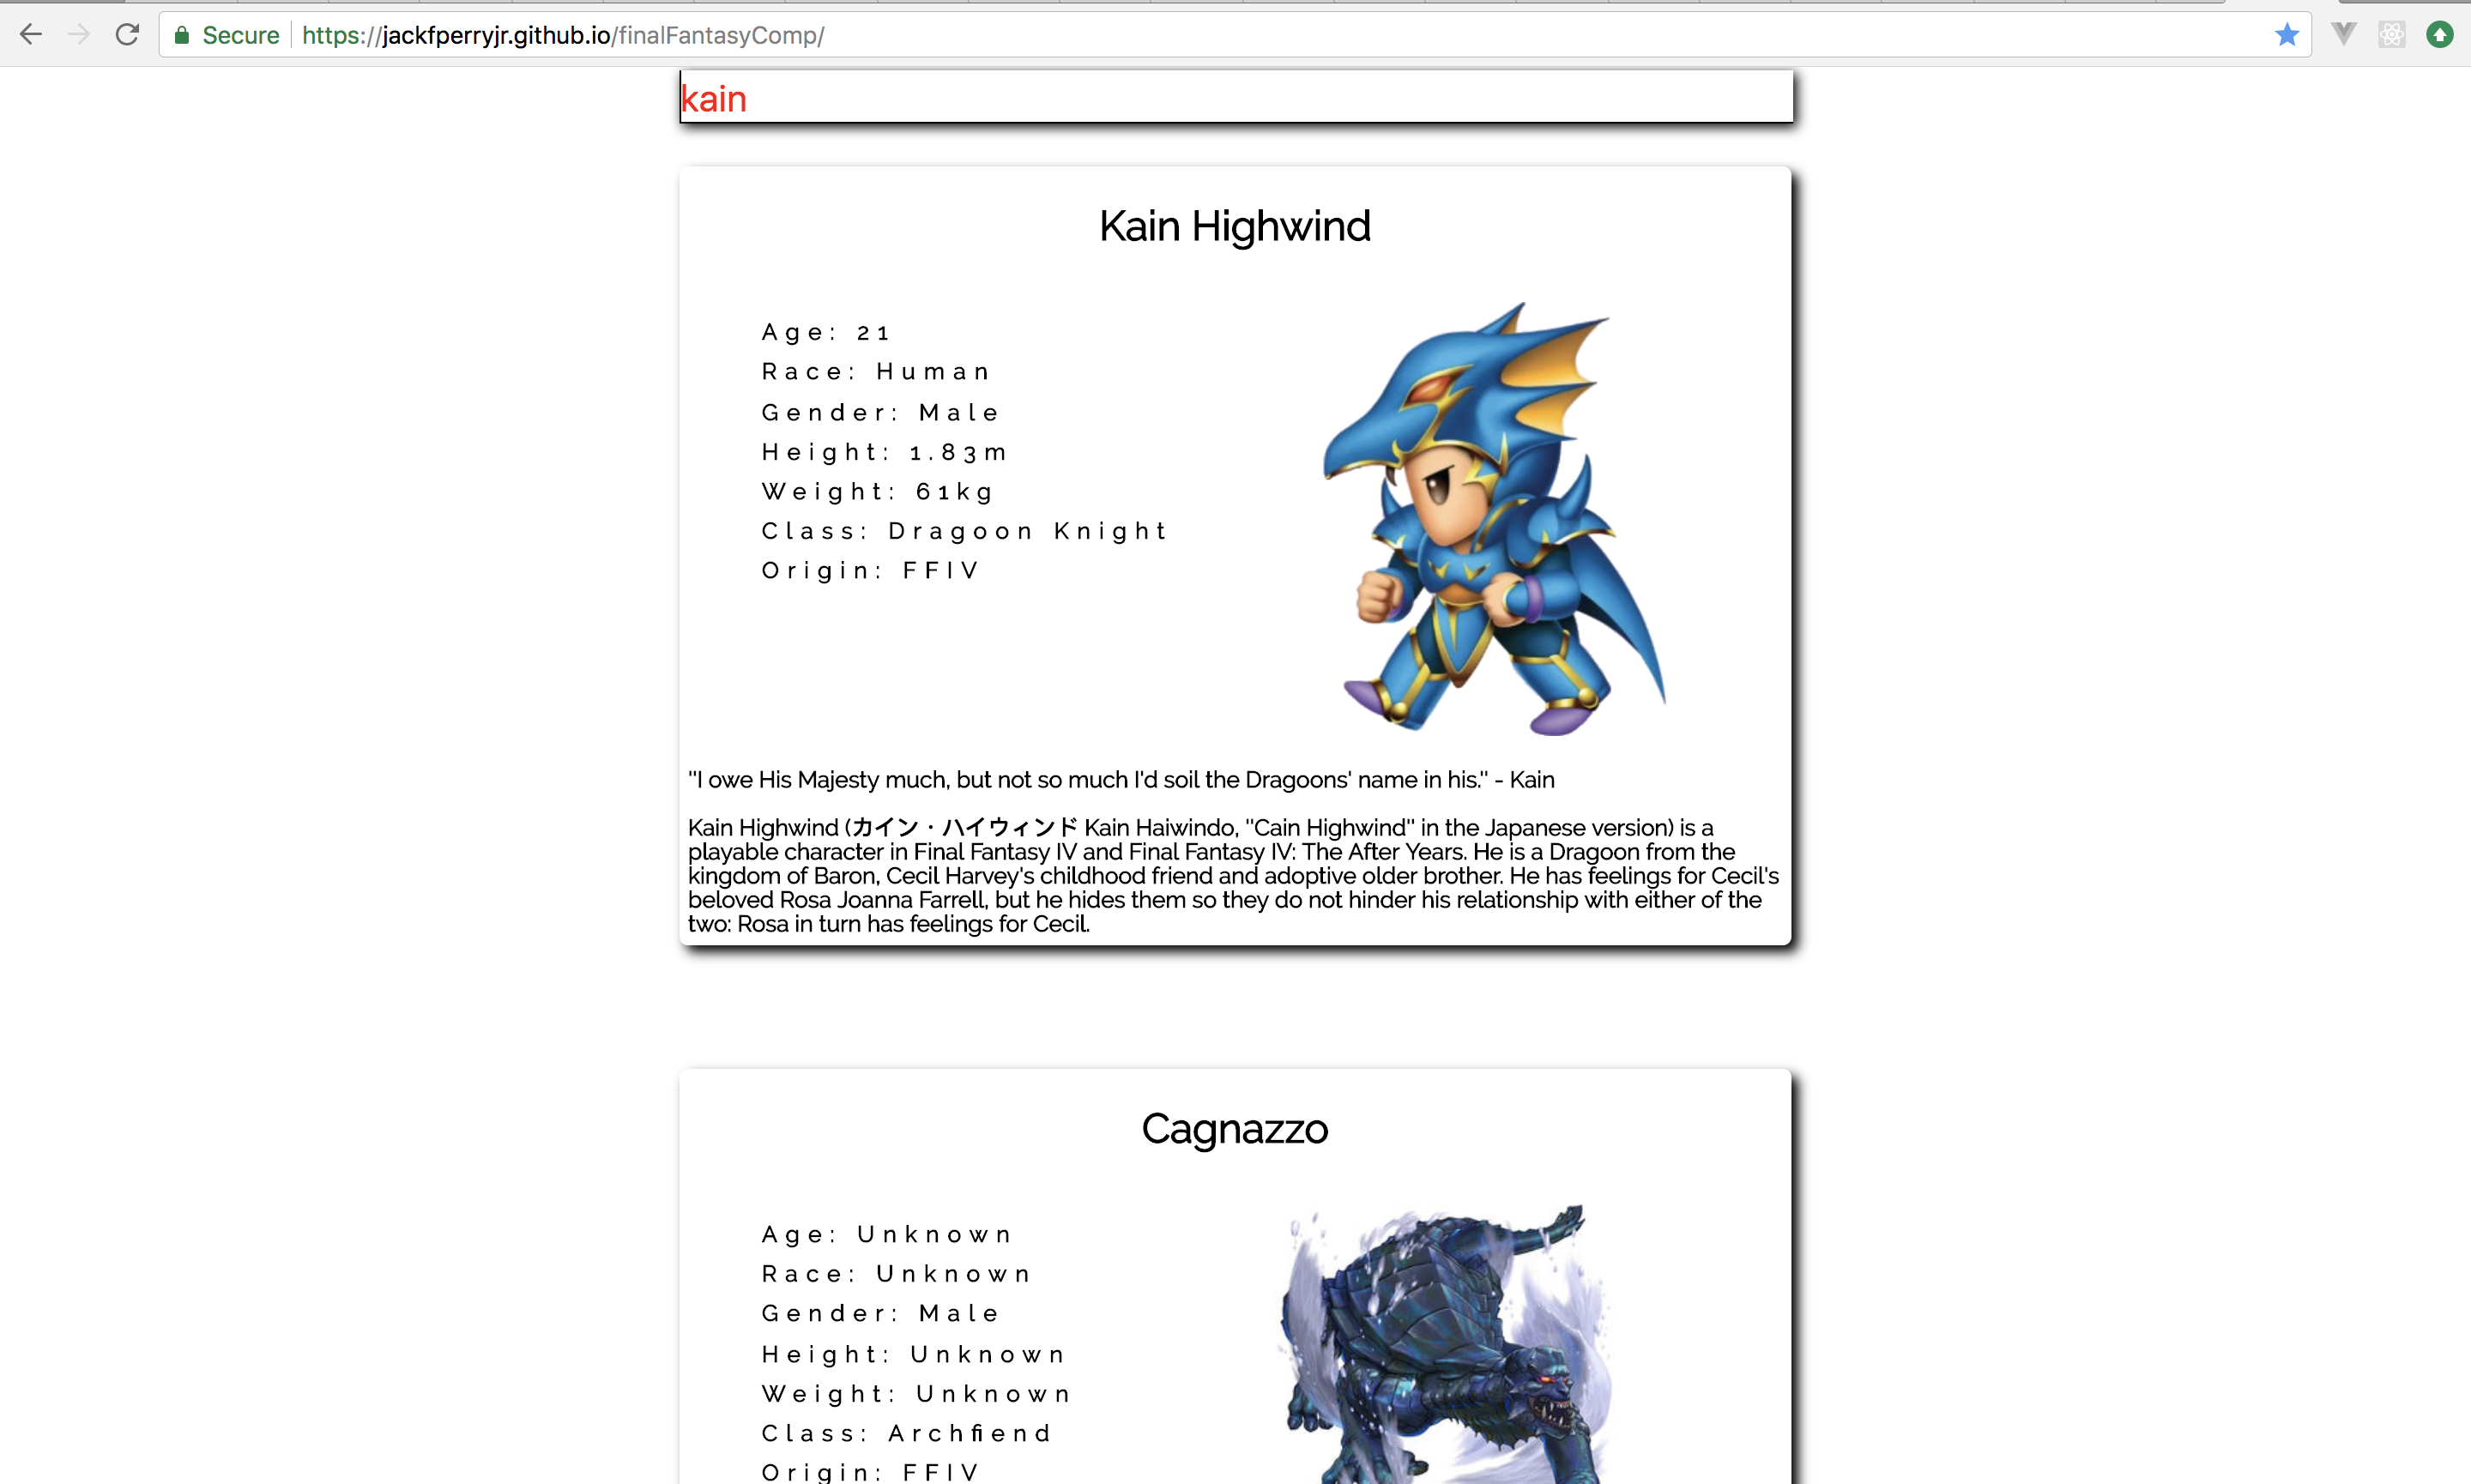 Secure https://jackfperryjr.github.io/finalFantasyComp/
kain
Kain Highwind
Age: 21
Race: Human
Gender: Male
Height: 1.83m
Weight: 61kg
Class: Dragoon Knight
Origin: FFIV
"I owe His Majesty much, but not so much I'd soil the Dragoons' name in his." - Kain
Kain Highwind (カイン・ハイウィンド Kain Haiwindo, "Cain Highwind" in the Japanese version) is a
playable character in Final Fantasy IV and Final Fantasy IV: The After Years. He is a Dragoon from the
kingdom of Baron, Cecil Harvey's childhood friend and adoptive older brother. He has feelings for Cecil's
beloved Rosa Joanna Farrell, but he hides them so they do not hinder his relationship with either of the
two: Rosa in turn has feelings for Cecil.
Cagnazzo
Age: Unknown
Race: Unknown
Gender: Male
Height: Unknown
Weight: Unknown
Class: Archfiend
Origin: FFIV